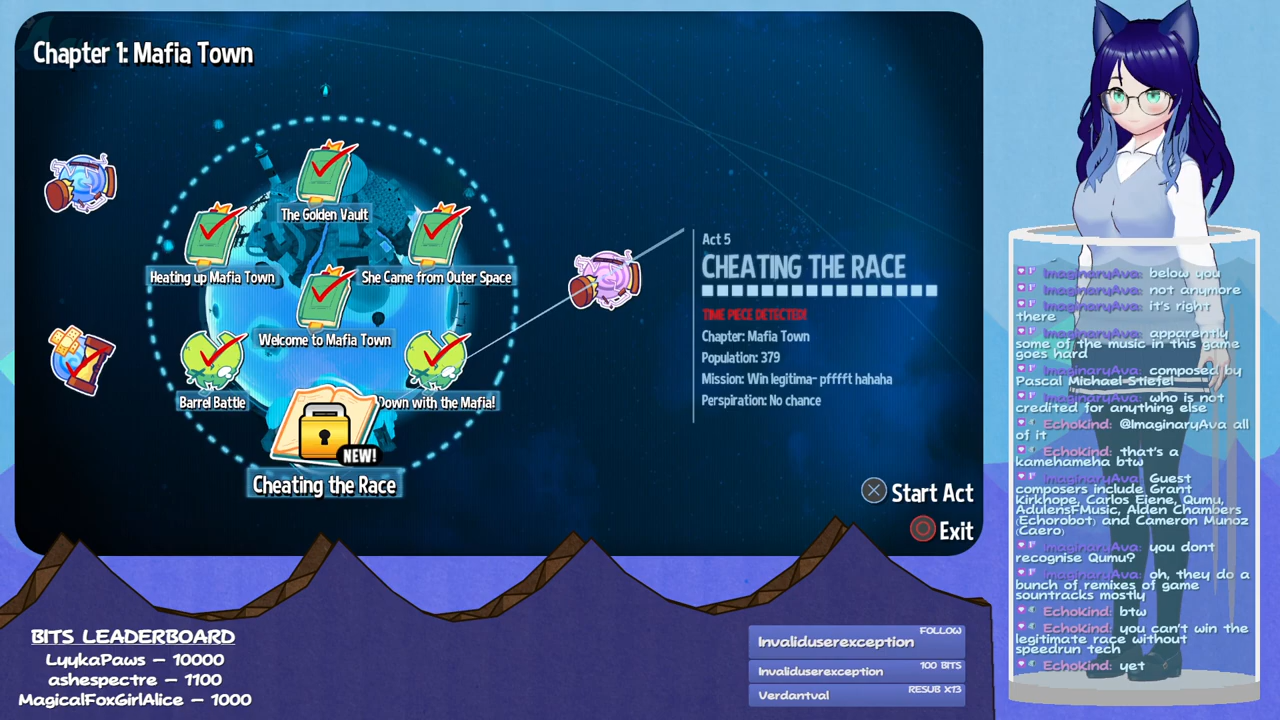 Chapter 1: Mafia Town
The Golden Vault
Heating up Mafia Town
She Came from Outer Space
Welcome to Mafia Town
Barrel Battle
Down with the Mafia!
NEW!
Cheating the Race
Act 5
CHEATING THE RACE
TIME PIECE DETECTED!
Chapter: Mafia Town
Population: 379
Mission: Win legitima- pfffft hahaha
Perspiration: No chance
Start Act
Exit
BITS LEADERBOARD
LyykaPaws – 10000
ashespectre – 1100
MagicalFoxGirlAlice – 1000
FOLLOW
Invaliduserexception
100 BITS
Invaliduserexception
RESUB X13
Verdantval
ImaginaryAva: below you
ImaginaryAva: not anymore
ImaginaryAva: it's right
there
ImaginaryAva: apparently
some of the music in this game
goes hard
ImaginaryAva: composed by
Pascal Michael Stiefel
ImaginaryAva: who is not
credited for anything else
EchoKind: @ImaginaryAva all
of it
EchoKind: that's a
kamehameha btw
ImaginaryAva: Guest
composers include Grant
Kirkhope, Carlos Eiene, Qumu,
AdulensFMusic, Alden Chambers
(Echorobot) and Cameron Munoz
(Caero)
ImaginaryAva: you dont
recognise Qumu?
ImaginaryAva: oh, they do a
bunch of remixes of game
sountracks mostly
EchoKind: btw
EchoKind: you can't win the
legitimate race without
speedrun tech
EchoKind: yet